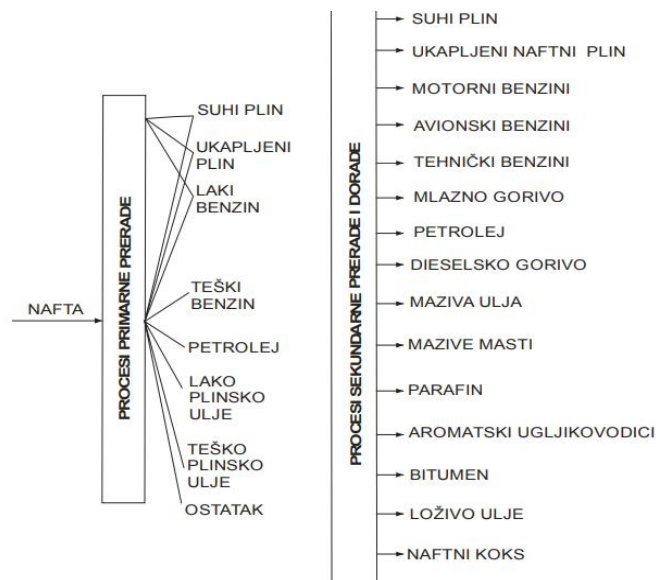 NAFTA
PROCESI PRIMARNE PRERADE
SUHI PLIN
UKAPLJENI
PLIN
LAKI
BENZIN
TEŠKI
BENZIN
PETROLEJ
LAKO
PLINSKO
ULJE
TEŠKO
PLINSKO
ULJE
OSTATAK
PROCESI SEKUNDARNE PRERADE I DORADE
SUHI PLIN
UKAPLJENI NAFTNI PLIN
MOTORNI BENZINI
AVIONSKI BENZINI
TEHNIČKI BENZINI
MLAZNO GORIVO
PETROLEJ
DIESELSKO GORIVO
MAZIVA ULJA
MAZIVE MASTI
PARAFIN
AROMATSKI UGLJIKOVODICI
BITUMEN
LOŽIVO ULJE
NAFTNI KOKS